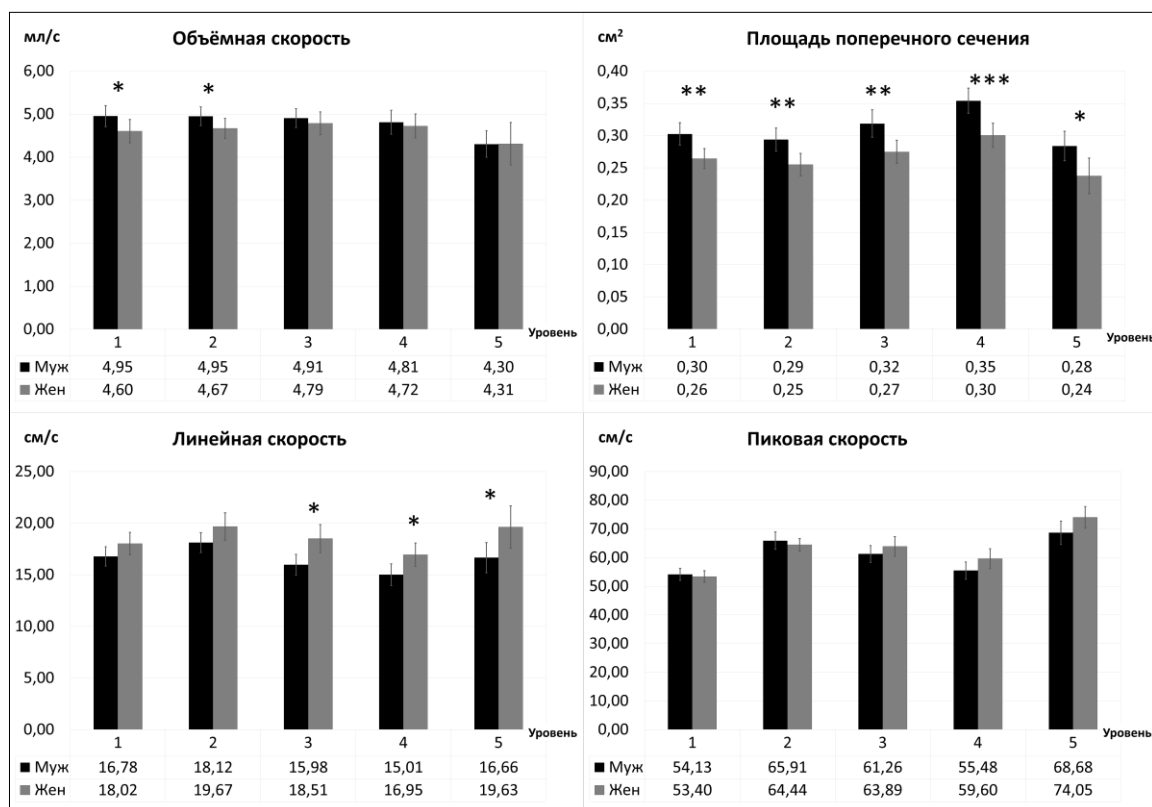 мл/с
Объёмная скорость
6,00
5,00
4,00
3,00
2,00
1,00
0,00
* *
Уровень
1 2 3 4 5
Муж 4,95 4,95 4,91 4,81 4,30
Жен 4,60 4,67 4,79 4,72 4,31
см²
Площадь поперечного сечения
0,40
0,35
0,30
0,25
0,20
0,15
0,10
0,05
0,00
** ** ** *** *
Уровень
1 2 3 4 5
Муж 0,30 0,29 0,32 0,35 0,28
Жен 0,26 0,25 0,27 0,30 0,24
см/с
Линейная скорость
25,00
20,00
15,00
10,00
5,00
0,00
* * *
Уровень
1 2 3 4 5
Муж 16,78 18,12 15,98 15,01 16,66
Жен 18,02 19,67 18,51 16,95 19,63
см/с
Пиковая скорость
90,00
80,00
70,00
60,00
50,00
40,00
30,00
20,00
10,00
00,00
Уровень
1 2 3 4 5
Муж 54,13 65,91 61,26 55,48 68,68
Жен 53,40 64,44 63,89 59,60 74,05